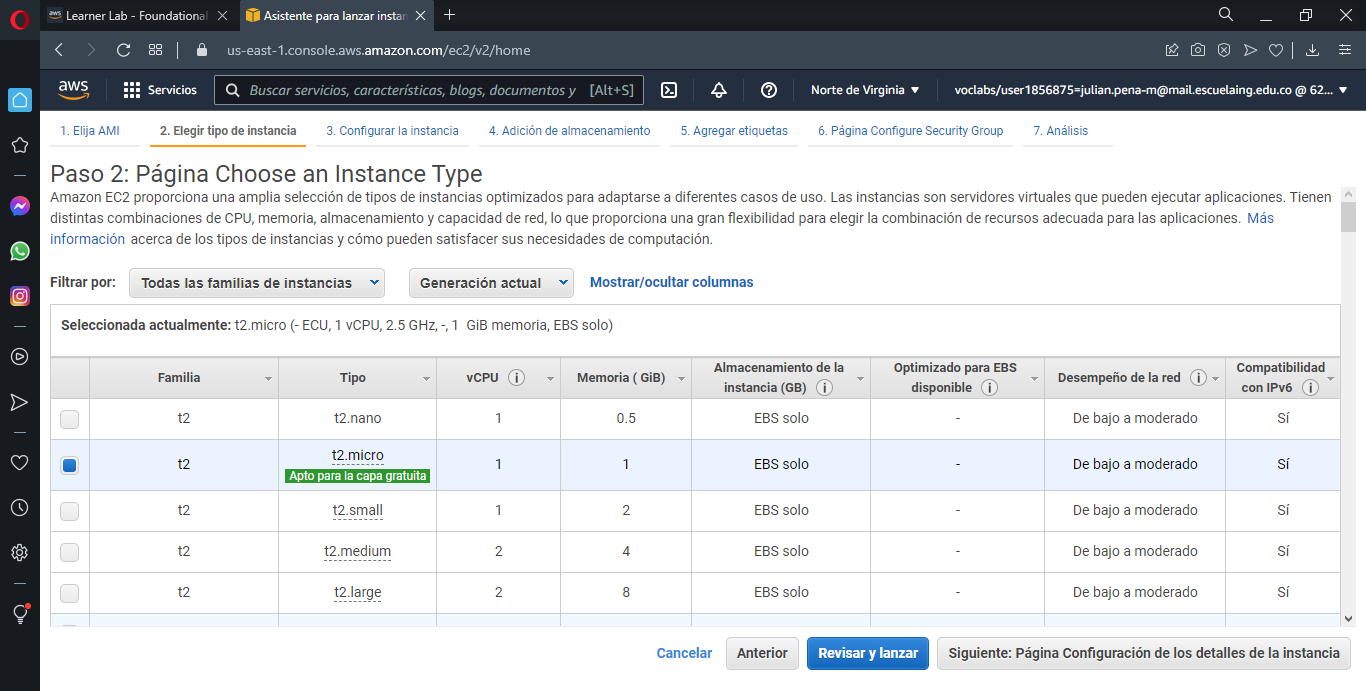 Learner Lab - Foundational
Asistente para lanzar instan
us-east-1.console.aws.amazon.com/ec2/v2/home
aws
Servicios
Buscar servicios, características, blogs, documentos y [Alt+S]
Norte de Virginia
voclabs/user1856875=julian.pena-m@mail.escuelaing.edu.co @ 62...
1. Elija AMI
2. Elegir tipo de instancia
3. Configurar la instancia
4. Adición de almacenamiento
5. Agregar etiquetas
6. Página Configure Security Group
7. Análisis
Paso 2: Página Choose an Instance Type
Amazon EC2 proporciona una amplia selección de tipos de instancias optimizados para adaptarse a diferentes casos de uso. Las instancias son servidores virtuales que pueden ejecutar aplicaciones. Tienen
distintas combinaciones de CPU, memoria, almacenamiento y capacidad de red, lo que proporciona una gran flexibilidad para elegir la combinación de recursos adecuada para las aplicaciones. Más
información acerca de los tipos de instancias y cómo pueden satisfacer sus necesidades de computación.
Filtrar por: Todas las familias de instancias Generación actual Mostrar/ocultar columnas
Seleccionada actualmente: t2.micro (- ECU, 1 vCPU, 2.5 GHz, -, 1 GiB memoria, EBS solo)
Familia
Tipo
vCPU
Memoria ( GiB)
Almacenamiento de la
instancia (GB)
Optimizado para EBS
disponible
Desempeño de la red
Compatibilidad
con IPv6
t2 t2.nano 1 0.5 EBS solo - De bajo a moderado Sí
t2 t2.micro 1 1 EBS solo - De bajo a moderado Sí
Apto para la capa gratuita
t2 t2.small 1 2 EBS solo - De bajo a moderado Sí
t2 t2.medium 2 4 EBS solo - De bajo a moderado Sí
t2 t2.large 2 8 EBS solo - De bajo a moderado Sí
Cancelar Anterior Revisar y lanzar Siguiente: Página Configuración de los detalles de la instancia